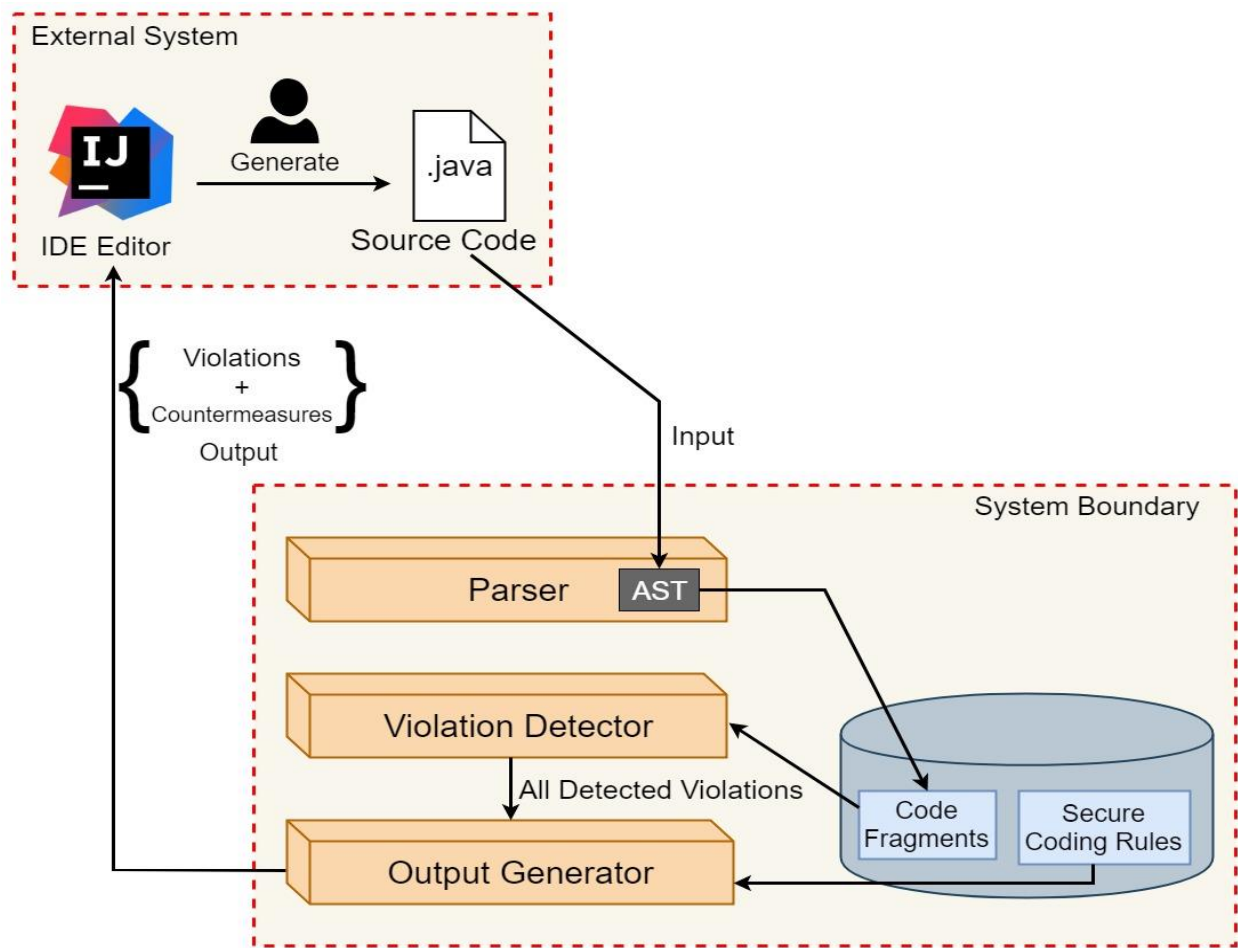 External System
IJ
Generate
.java
IDE Editor
Source Code
{ Violations
+
Countermeasures }
Output
Input
System Boundary
Parser
AST
Violation Detector
All Detected Violations
Code
Fragments
Secure
Coding Rules
Output Generator